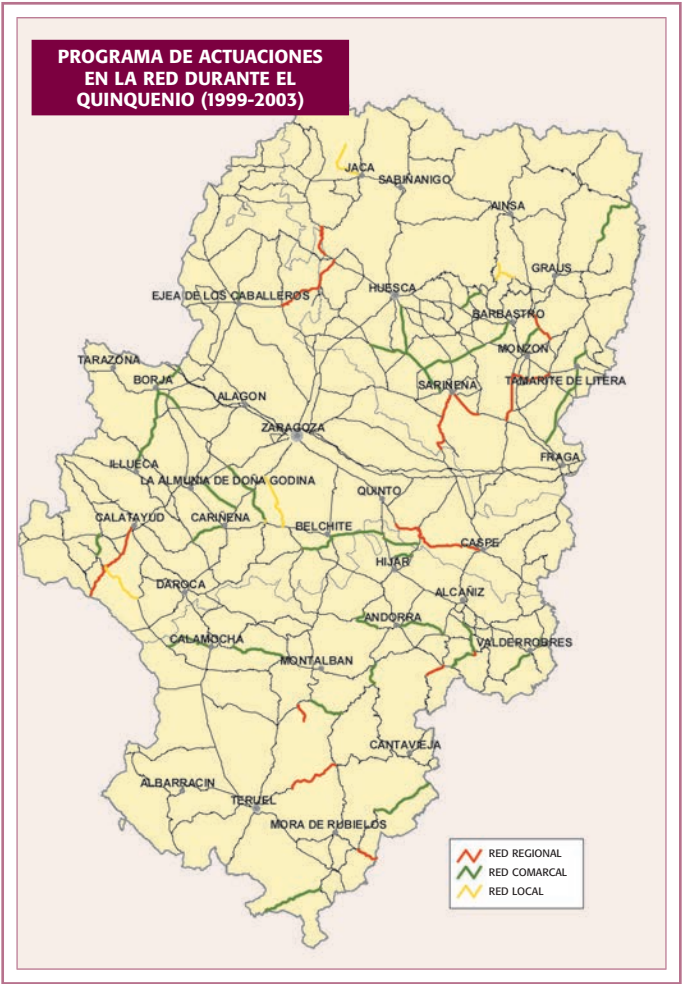 PROGRAMA DE ACTUACIONES
EN LA RED DURANTE EL
QUINQUENIO (1999-2003)
JACA
SABIÑANIGO
AINSA
GRAUS
EJEA DE LOS CABALLEROS
HUESCA
BARBASTRO
MONZON
TARAZONA
BORJA
SARIÑENA
TAMARITE DE LITERA
ALAGON
ZARAGOZA
FRAGA
ILLUECA
LA ALMUNIA DE DOÑA GODINA
QUINTO
CALATAYUD
CARIÑENA
BELCHITE
CASPE
HIJAR
DAROCA
ALCAÑIZ
ANDORRA
CALAMOCHA
VALDERROBRES
MONTALBAN
CANTAVIEJA
ALBARRACIN
TERUEL
MORA DE RUBIELOS
RED REGIONAL
RED COMARCAL
RED LOCAL